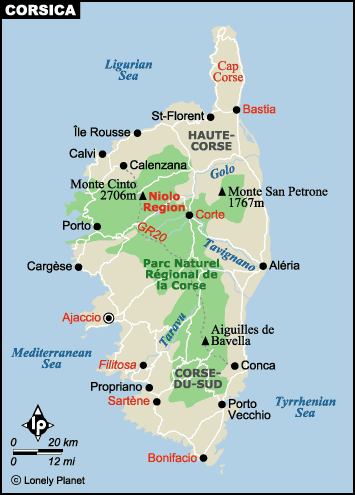 CORSICA
Ligurian
Sea
Cap
Corse
Bastia
St-Florent
Île Rousse
HAUTE-
CORSE
Calvi
Calenzana
Golo
Monte Cinto
2706m
Niolo
Region
Monte San Petrone
1767m
Corte
Porto
GR20
Tavignano
Cargèse
Parc Naturel
Régional de
la Corse
Aléria
Ajaccio
Taravu
Aiguilles de
Bavella
Mediterranean
Sea
Filitosa
Conca
CORSE-
DU-SUD
Propriano
Sartène
Porto
Vecchio
Tyrrhenian
Sea
lp
0 20 km
0 12 mi
Bonifacio
© Lonely Planet